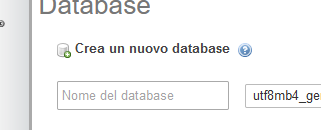 Database
Crea un nuovo database
Nome del database
utf8mb4_ge